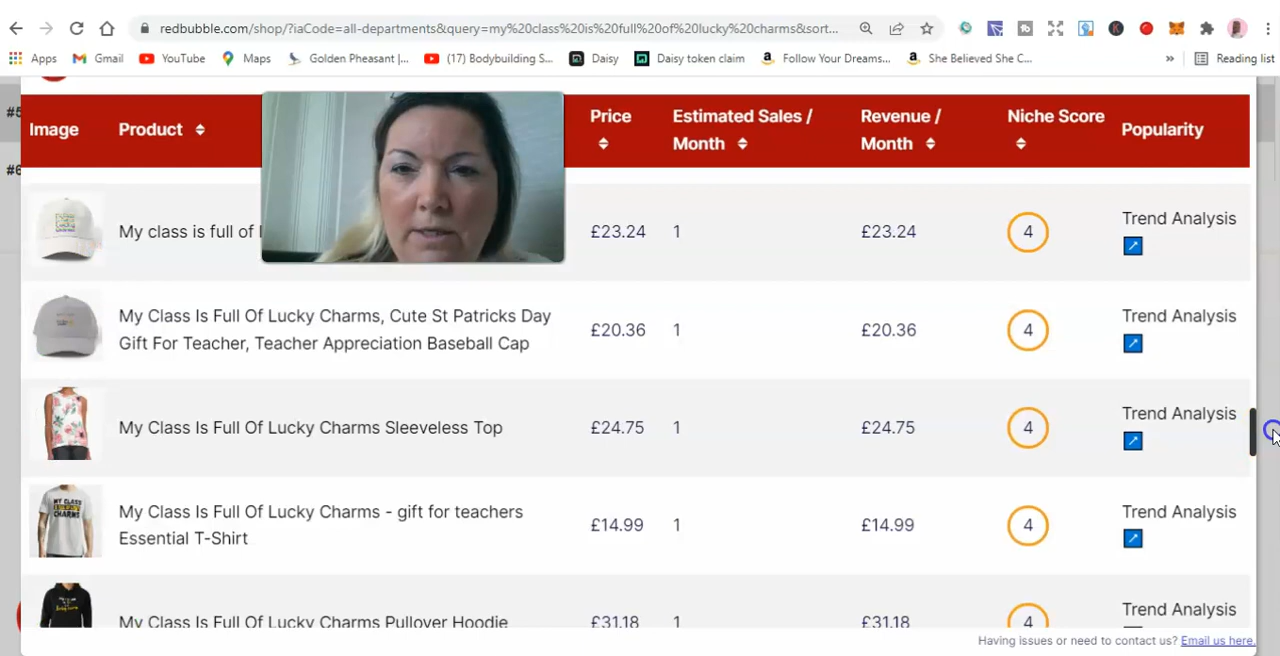 redbubble.com/shop/?iaCode=all-departments&query=my%20class%20is%20full%20of%20lucky%20charms&sort...
Apps Gmail YouTube Maps Golden Pheasant |... (17) Bodybuilding S... Daisy Daisy token claim Follow Your Dreams... She Believed She C... » Reading list
#5
#6
Image Product Price Estimated Sales / Month Revenue / Month Niche Score Popularity
My class is full of £23.24 1 £23.24 4 Trend Analysis
My Class Is Full Of Lucky Charms, Cute St Patricks Day
Gift For Teacher, Teacher Appreciation Baseball Cap £20.36 1 £20.36 4 Trend Analysis
My Class Is Full Of Lucky Charms Sleeveless Top £24.75 1 £24.75 4 Trend Analysis
MY CLASS
CHARMS
My Class Is Full Of Lucky Charms - gift for teachers
Essential T-Shirt £14.99 1 £14.99 4 Trend Analysis
My Class Is Full Of Lucky Charms Pullover Hoodie £31.18 1 £31.18 4 Trend Analysis
Having issues or need to contact us? Email us here.